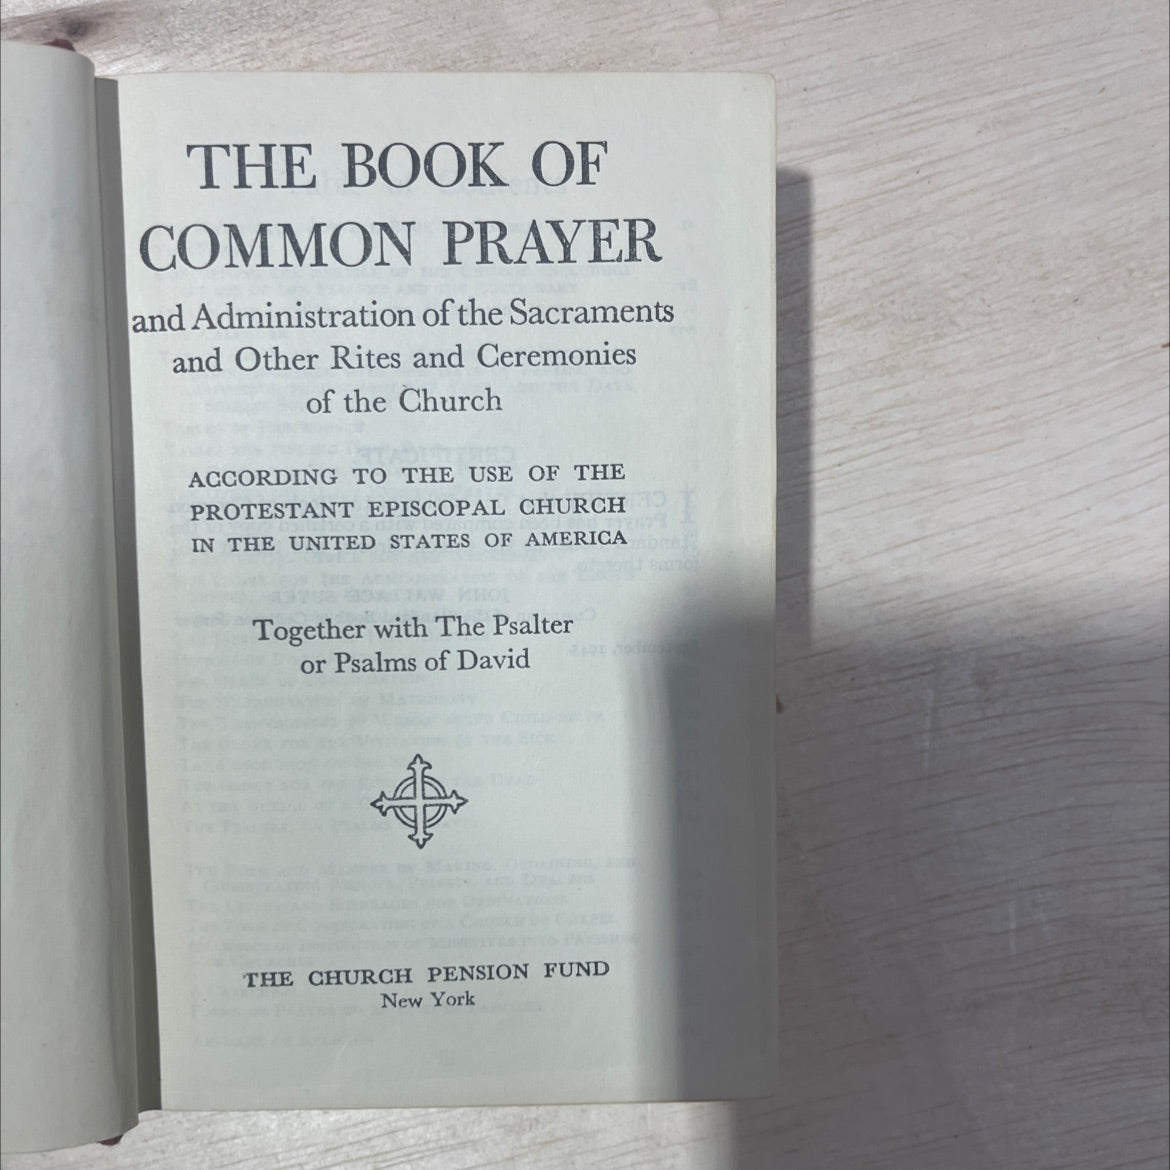 THE BOOK OF
COMMON PRAYER
and Administration of the Sacraments
and Other Rites and Ceremonies
of the Church
ACCORDING TO THE USE OF THE
PROTESTANT EPISCOPAL CHURCH
IN THE UNITED STATES OF AMERICA
Together with The Psalter
or Psalms of David
THE CHURCH PENSION FUND
New York